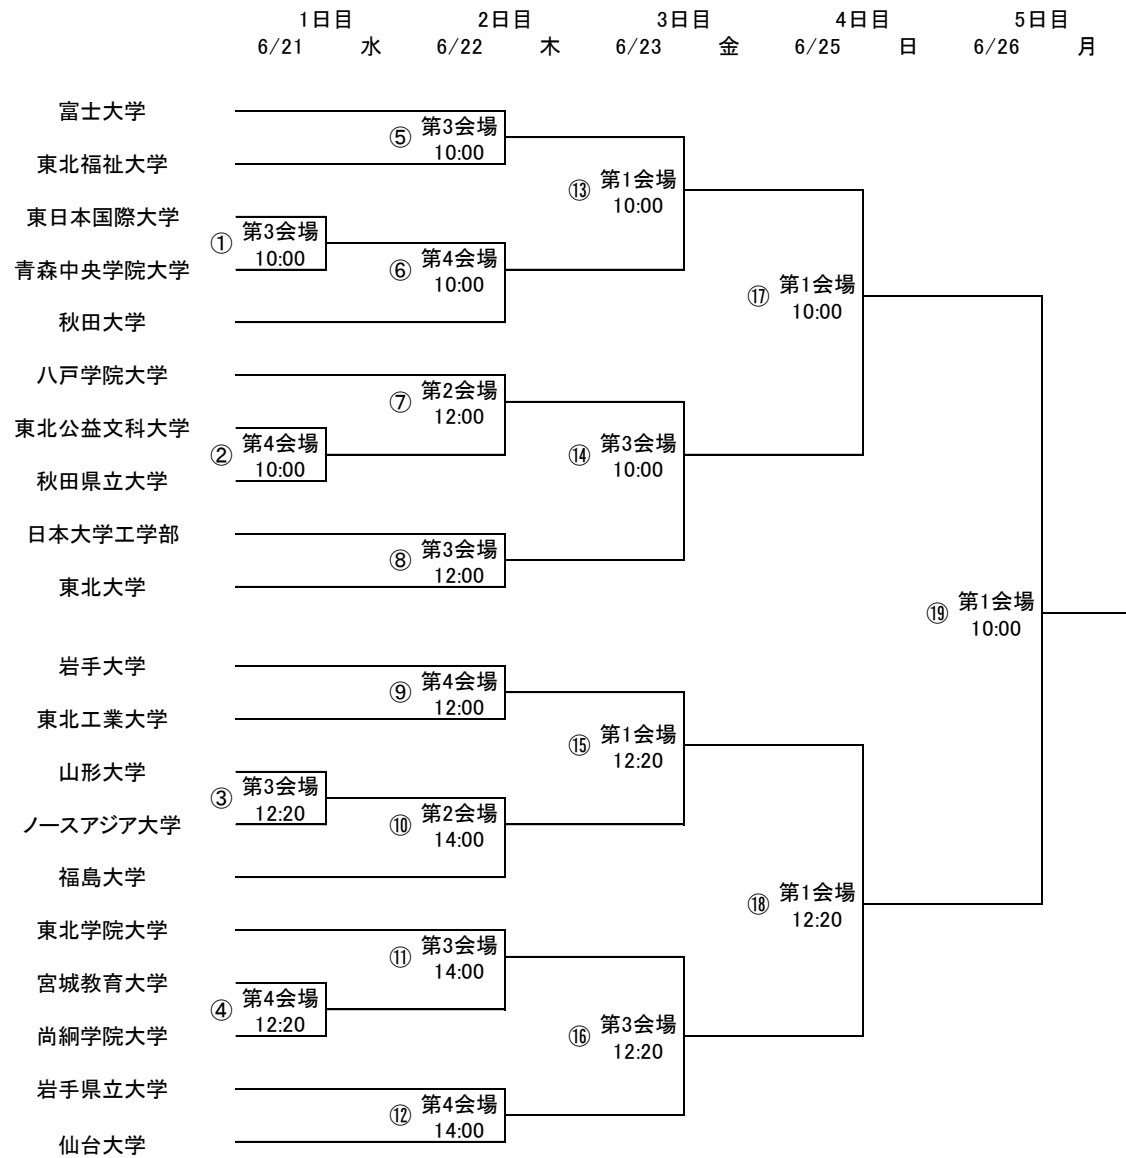 1日目 2日目 3日目 4日目 5日目
6/21 水 6/22 木 6/23 金 6/25 日 6/26 月
富士大学
⑤ 第3会場
10:00
東北福祉大学
⑬ 第1会場
10:00
東日本国際大学
① 第3会場
10:00
青森中央学院大学
⑥ 第4会場
10:00
⑰ 第1会場
10:00
秋田大学
八戸学院大学
⑦ 第2会場
12:00
東北公益文科大学
② 第4会場
10:00
⑭ 第3会場
10:00
秋田県立大学
日本大学工学部
⑧ 第3会場
12:00
東北大学
⑲ 第1会場
10:00
岩手大学
⑨ 第4会場
12:00
東北工業大学
⑮ 第1会場
12:20
山形大学
③ 第3会場
12:20
ノースアジア大学
⑩ 第2会場
14:00
福島大学
⑱ 第1会場
12:20
東北学院大学
⑪ 第3会場
14:00
宮城教育大学
④ 第4会場
12:20
尚絅学院大学
⑯ 第3会場
12:20
岩手県立大学
⑫ 第4会場
14:00
仙台大学